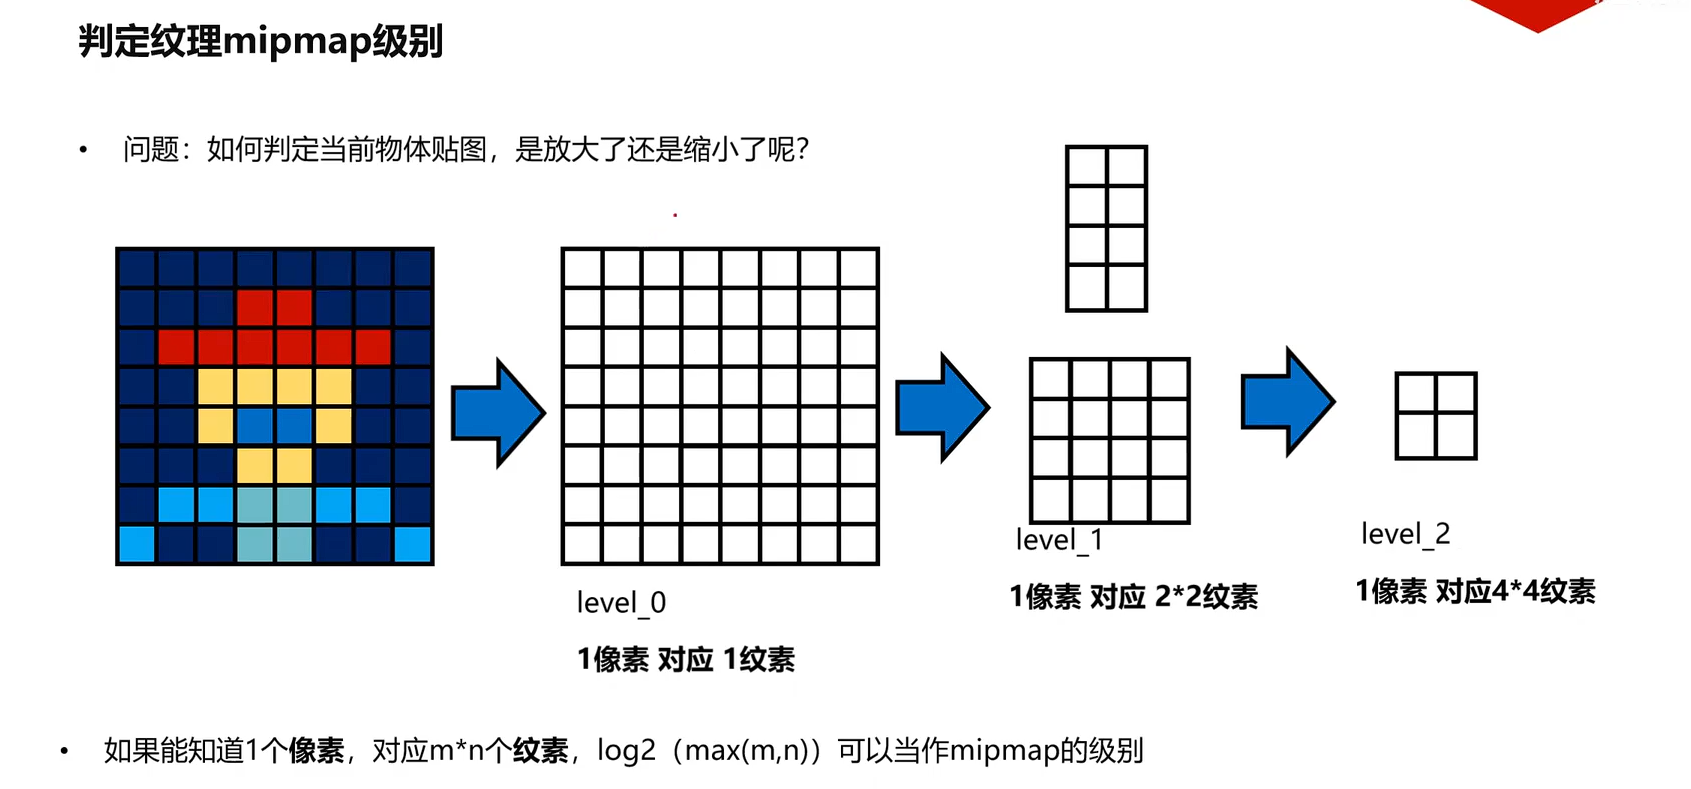 判定纹理mipmap级别
• 问题：如何判定当前物体贴图，是放大了还是缩小了呢？
level_0
1像素 对应 1纹素
level_1
1像素 对应 2*2纹素
level_2
1像素 对应4*4纹素
• 如果能知道1个像素，对应m*n个纹素，log2（max(m,n)）可以当作mipmap的级别